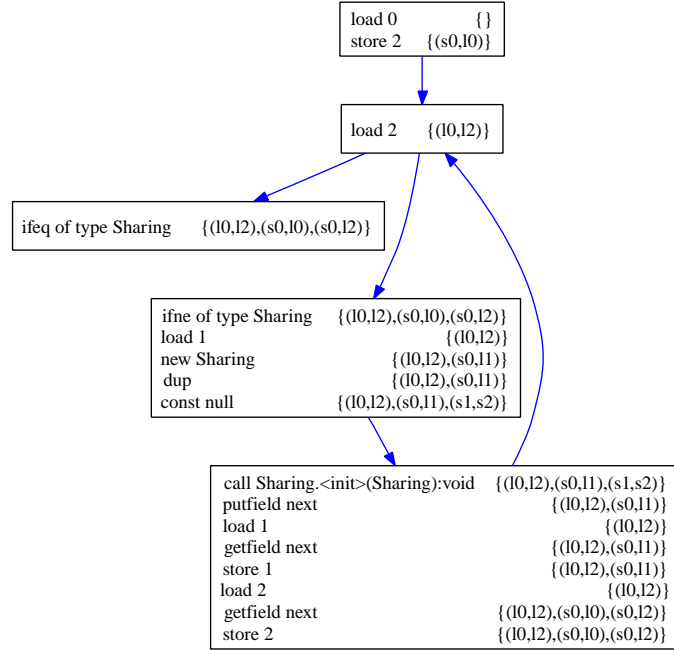 load 0 {}
store 2 {(s0,l0)}
load 2 {(l0,l2)}
ifeq of type Sharing {(l0,l2),(s0,l0),(s0,l2)}
ifne of type Sharing {(l0,l2),(s0,l0),(s0,l2)}
load 1 {(l0,l2)}
new Sharing {(l0,l2),(s0,l1)}
dup {(l0,l2),(s0,l1)}
const null {(l0,l2),(s0,l1),(s1,s2)}
call Sharing.<init>(Sharing):void {(l0,l2),(s0,l1),(s1,s2)}
putfield next {(l0,l2),(s0,l1)}
load 1 {(l0,l2)}
getfield next {(l0,l2),(s0,l1)}
store 1 {(l0,l2),(s0,l1)}
load 2 {(l0,l2)}
getfield next {(l0,l2),(s0,l0),(s0,l2)}
store 2 {(l0,l2),(s0,l0),(s0,l2)}